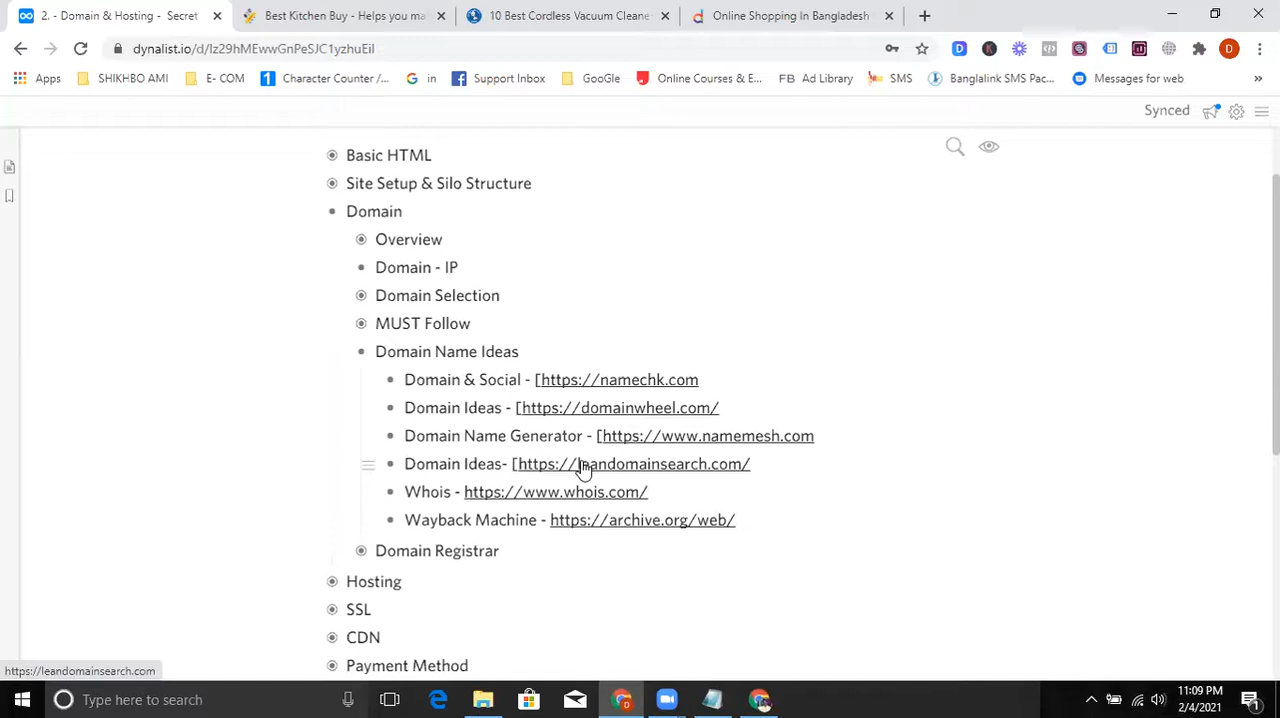 2. - Domain & Hosting - Secret
Best Kitchen Buy - Helps you ma
10 Best Cordless Vacuum Cleane
Online Shopping In Bangladesh
dynalist.io/d/Iz29hMEwwGnPeSJC1yzhuEil
Apps
SHIKHBO AMI
E- COM
Character Counter /...
in
Support Inbox
GooGle
Online Courses & E...
FB Ad Library
SMS
Banglalink SMS Pac...
Messages for web
Synced
Basic HTML
Site Setup & Silo Structure
Domain
Overview
Domain - IP
Domain Selection
MUST Follow
Domain Name Ideas
Domain & Social - [https://namechk.com
Domain Ideas - [https://domainwheel.com/
Domain Name Generator - [https://www.namemesh.com
Domain Ideas- [https://leandomainsearch.com/
Whois - https://www.whois.com/
Wayback Machine - https://archive.org/web/
Domain Registrar
Hosting
SSL
CDN
Payment Method
https://leandomainsearch.com
Type here to search
11:09 PM
2/4/2021